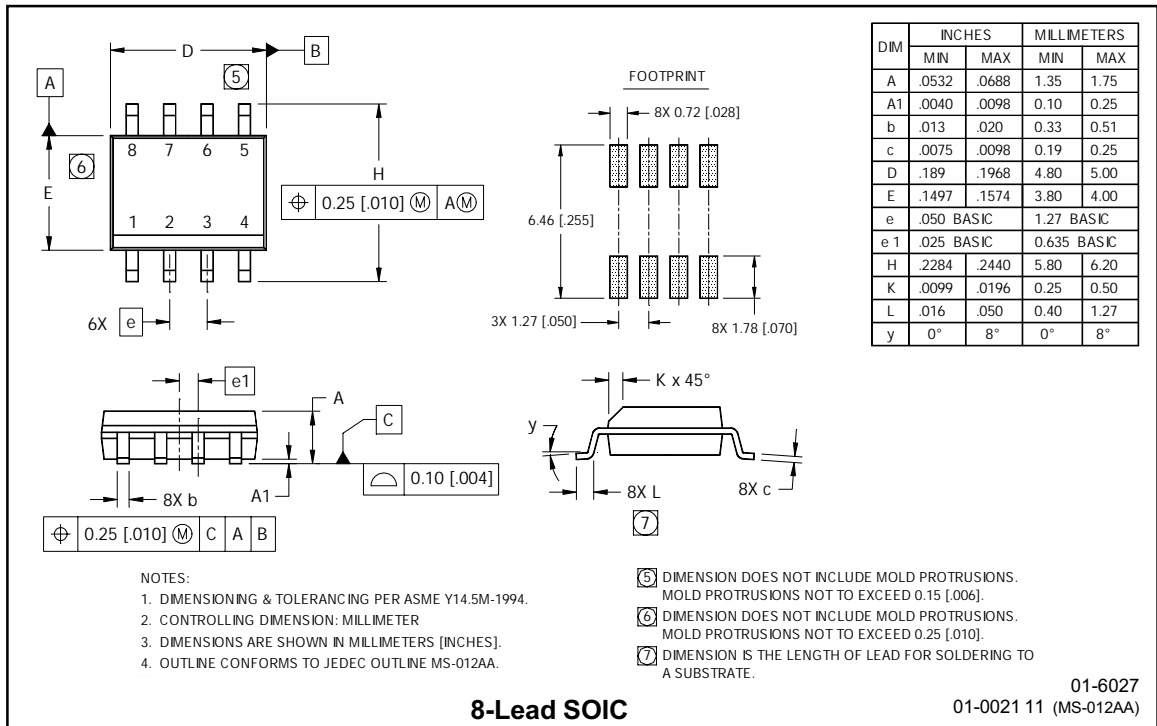 D
B
5
A
8 7 6 5
6
E
H
⌖ 0.25 [.010] Ⓜ AⓂ
1 2 3 4
6X e
FOOTPRINT
8X 0.72 [.028]
6.46 [.255]
3X 1.27 [.050]
8X 1.78 [.070]
DIM INCHES MILLIMETERS
MIN MAX MIN MAX
A .0532 .0688 1.35 1.75
A1 .0040 .0098 0.10 0.25
b .013 .020 0.33 0.51
c .0075 .0098 0.19 0.25
D .189 .1968 4.80 5.00
E .1497 .1574 3.80 4.00
e .050 BASIC 1.27 BASIC
e 1 .025 BASIC 0.635 BASIC
H .2284 .2440 5.80 6.20
K .0099 .0196 0.25 0.50
L .016 .050 0.40 1.27
y 0° 8° 0° 8°
e1
A
C
⌓ 0.10 [.004]
8X b
A1
⌖ 0.25 [.010] Ⓜ C A B
K x 45°
y
8X L
7
8X c
NOTES:
1. DIMENSIONING & TOLERANCING PER ASME Y14.5M-1994.
2. CONTROLLING DIMENSION: MILLIMETER
3. DIMENSIONS ARE SHOWN IN MILLIMETERS [INCHES].
4. OUTLINE CONFORMS TO JEDEC OUTLINE MS-012AA.
5 DIMENSION DOES NOT INCLUDE MOLD PROTRUSIONS.
MOLD PROTRUSIONS NOT TO EXCEED 0.15 [.006].
6 DIMENSION DOES NOT INCLUDE MOLD PROTRUSIONS.
MOLD PROTRUSIONS NOT TO EXCEED 0.25 [.010].
7 DIMENSION IS THE LENGTH OF LEAD FOR SOLDERING TO
A SUBSTRATE.
8-Lead SOIC
01-6027
01-0021 11 (MS-012AA)